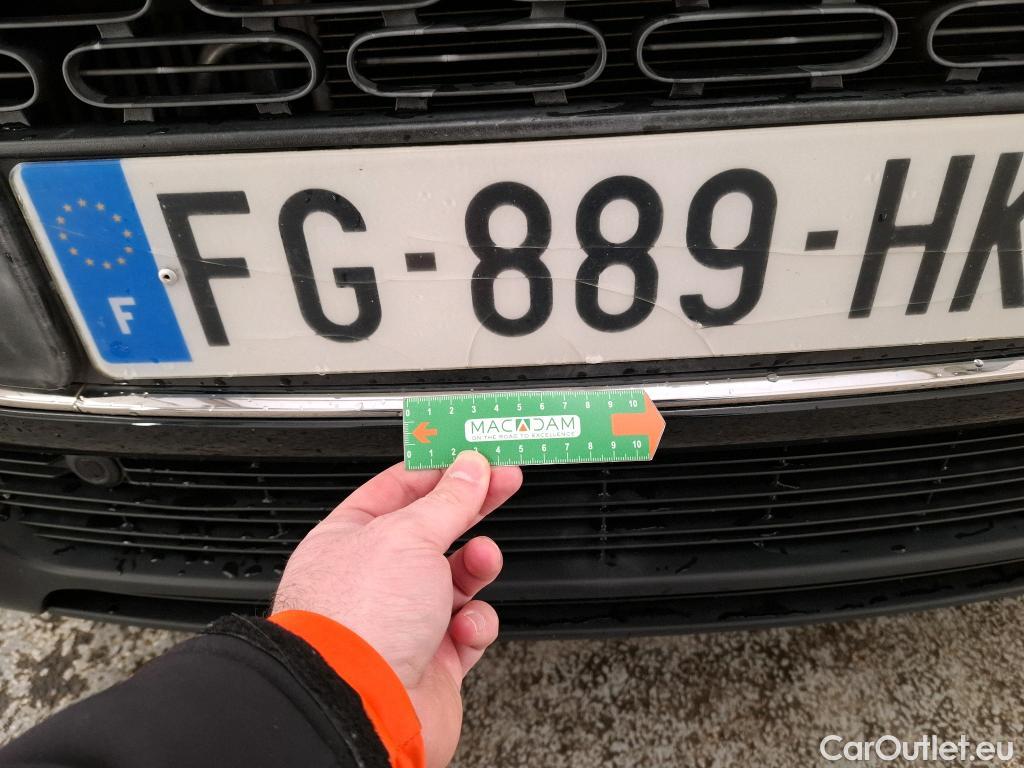 F
FG-889-HK
0 1 2 3 4 5 6 7 8 9 10
MACADAM
ON THE ROAD TO EXCELLENCE
0 1 2 3 4 5 6 7 8 9 10
CarOutlet.eu